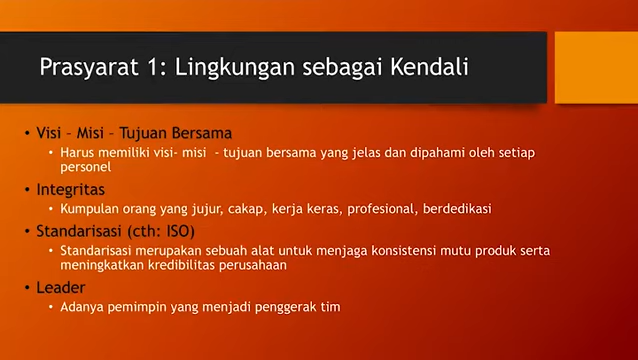 Prasyarat 1: Lingkungan sebagai Kendali
• Visi – Misi – Tujuan Bersama
• Harus memiliki visi- misi - tujuan bersama yang jelas dan dipahami oleh setiap
personel
• Integritas
• Kumpulan orang yang jujur, cakap, kerja keras, profesional, berdedikasi
• Standarisasi (cth: ISO)
• Standarisasi merupakan sebuah alat untuk menjaga konsistensi mutu produk serta
meningkatkan kredibilitas perusahaan
• Leader
• Adanya pemimpin yang menjadi penggerak tim